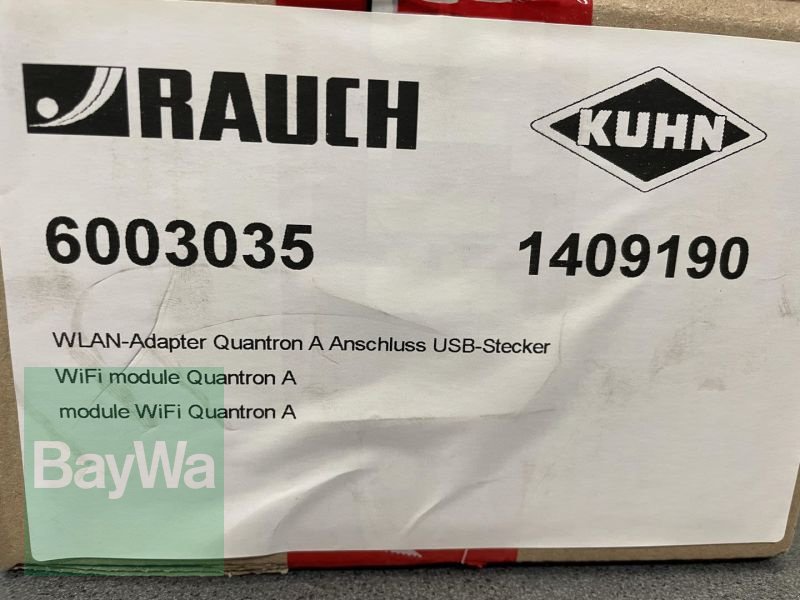 RAUCH KUHN
6003035 1409190
WLAN-Adapter Quantron A Anschluss USB-Stecker
WiFi module Quantron A
module WiFi Quantron A
BayWa